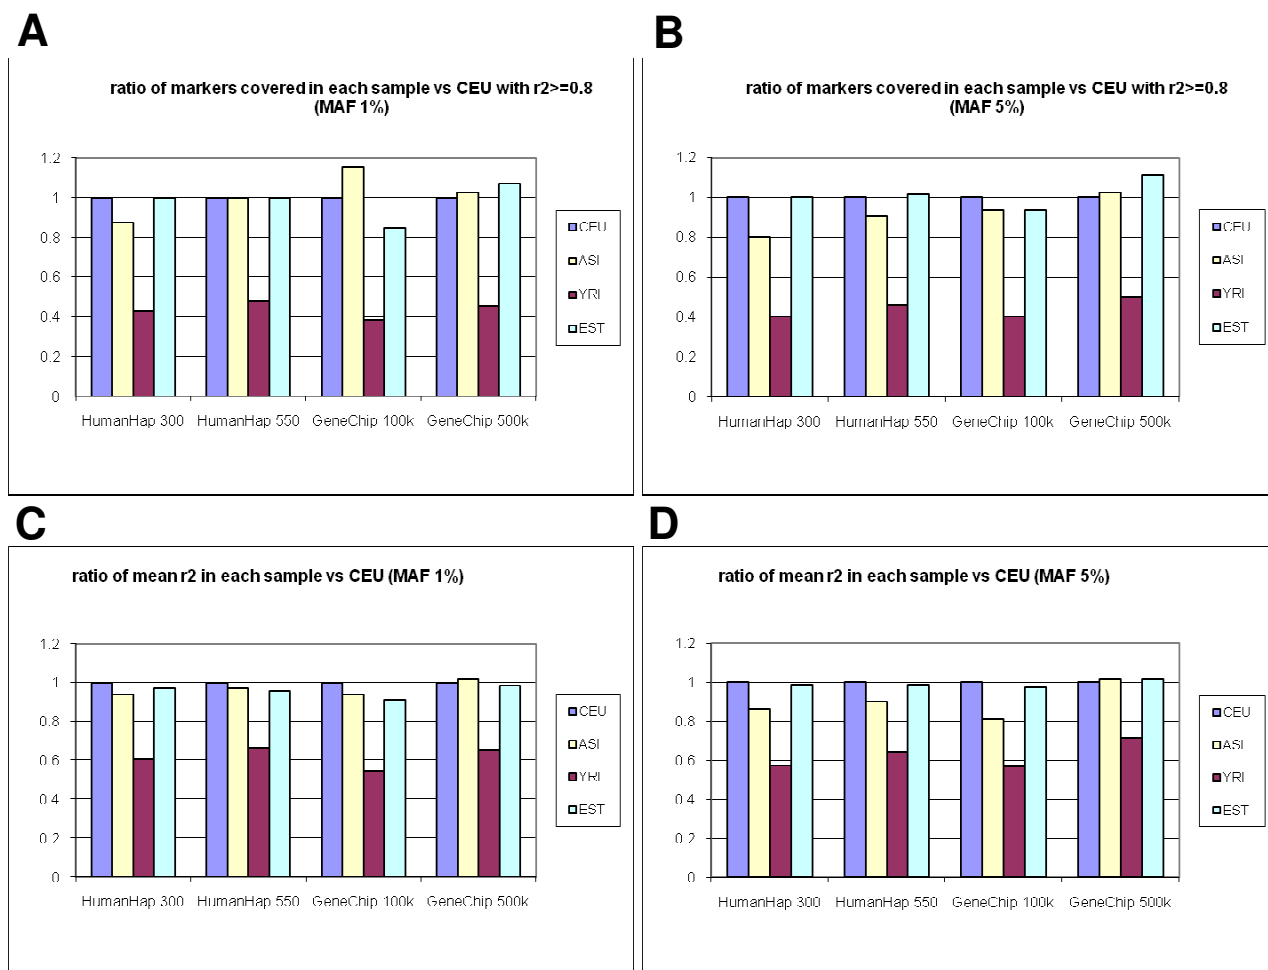 A
ratio of markers covered in each sample vs CEU with r2>=0.8
(MAF 1%)
1.2
1
0.8
0.6
0.4
0.2
0
HumanHap 300 HumanHap 550 GeneChip 100k GeneChip 500k
CEU
ASI
YRI
EST
B
ratio of markers covered in each sample vs CEU with r2>=0.8
(MAF 5%)
1.2
1
0.8
0.6
0.4
0.2
0
HumanHap 300 HumanHap 550 GeneChip 100k GeneChip 500k
CEU
ASI
YRI
EST
C
ratio of mean r2 in each sample vs CEU (MAF 1%)
1.2
1
0.8
0.6
0.4
0.2
0
HumanHap 300 HumanHap 550 GeneChip 100k GeneChip 500k
CEU
ASI
YRI
EST
D
ratio of mean r2 in each sample vs CEU (MAF 5%)
1.2
1
0.8
0.6
0.4
0.2
0
HumanHap 300 HumanHap 550 GeneChip 100k GeneChip 500k
CEU
ASI
YRI
EST